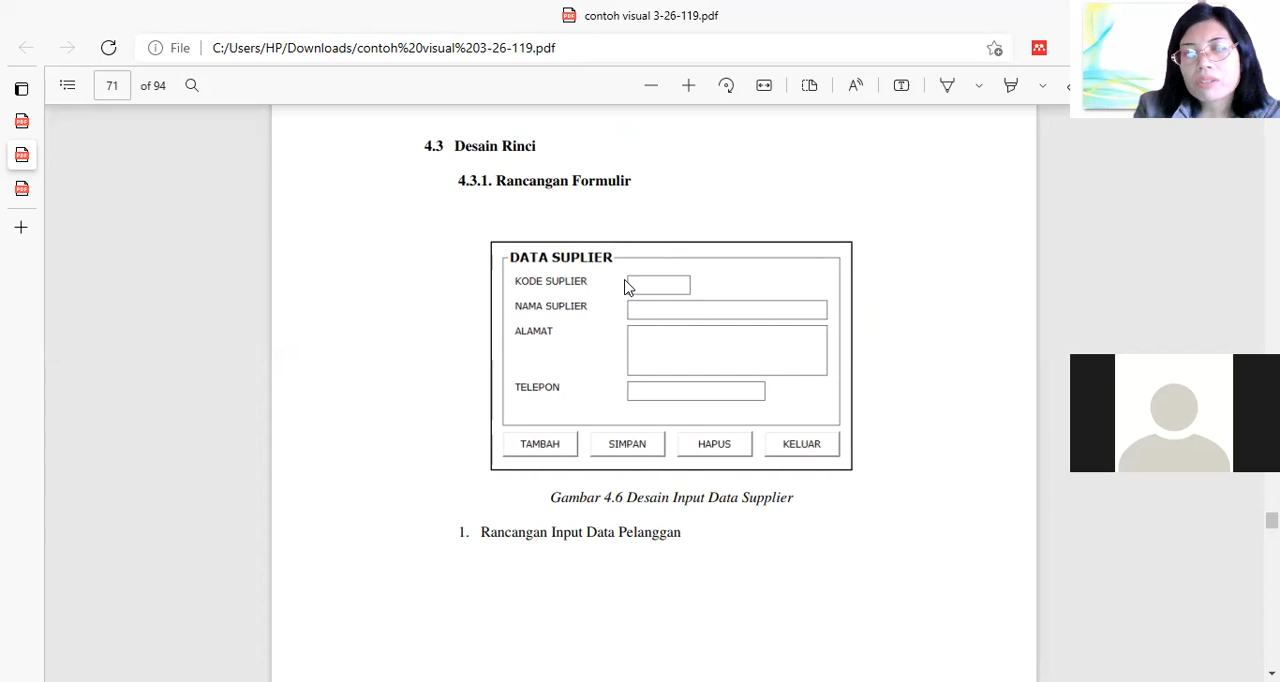 contoh visual 3-26-119.pdf
File C:/Users/HP/Downloads/contoh%20visual%203-26-119.pdf
71 of 94
4.3 Desain Rinci
4.3.1. Rancangan Formulir
DATA SUPLIER
KODE SUPLIER
NAMA SUPLIER
ALAMAT
TELEPON
TAMBAH SIMPAN HAPUS KELUAR
Gambar 4.6 Desain Input Data Supplier
1. Rancangan Input Data Pelanggan